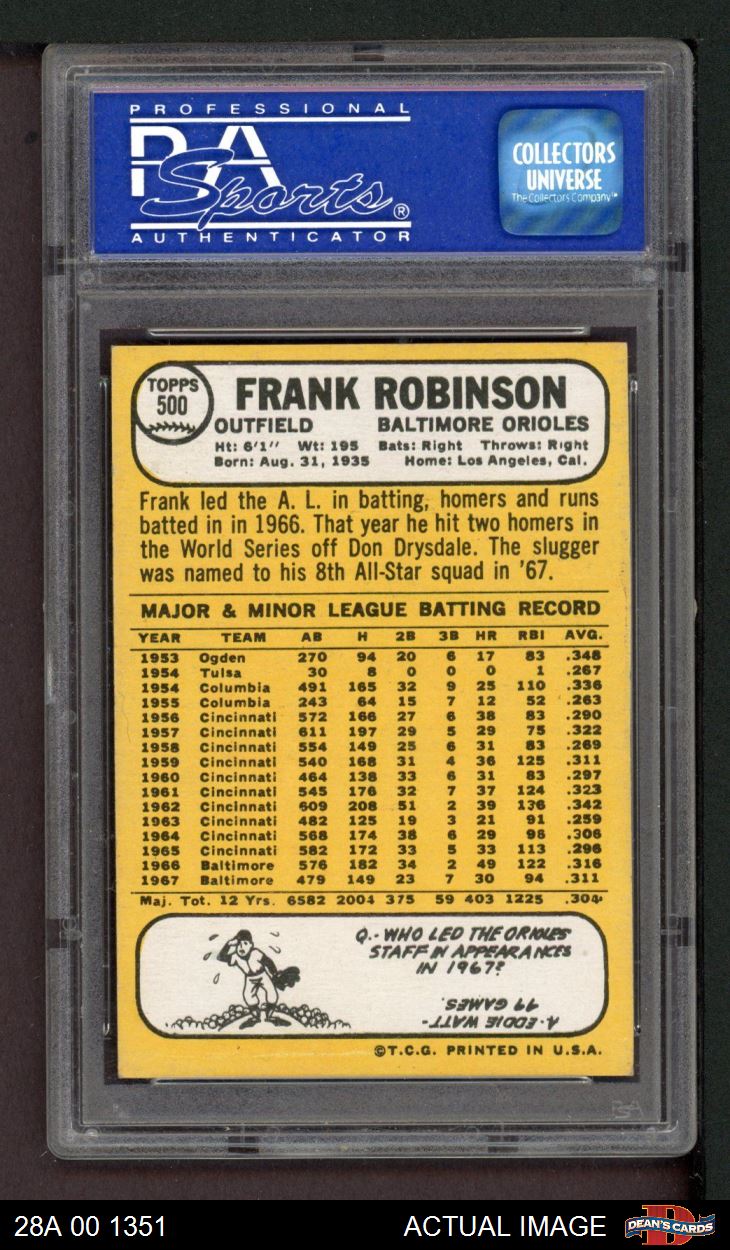 PROFESSIONAL
PSA
Sports®
AUTHENTICATOR
COLLECTORS
UNIVERSE
The Collectors Company™
TOPPS
500
FRANK ROBINSON
OUTFIELD BALTIMORE ORIOLES
Ht: 6'1" Wt: 195 Bats: Right Throws: Right
Born: Aug. 31, 1935 Home: Los Angeles, Cal.
Frank led the A. L. in batting, homers and runs
batted in in 1966. That year he hit two homers in
the World Series off Don Drysdale. The slugger
was named to his 8th All-Star squad in '67.
MAJOR & MINOR LEAGUE BATTING RECORD
YEAR TEAM AB H 2B 3B HR RBI AVG.
1953 Ogden 270 94 20 6 17 83 .348
1954 Tulsa 30 8 0 0 0 1 .267
1954 Columbia 491 165 32 9 25 110 .336
1955 Columbia 243 64 15 7 12 52 .263
1956 Cincinnati 572 166 27 6 38 83 .290
1957 Cincinnati 611 197 29 5 29 75 .322
1958 Cincinnati 554 149 25 6 31 83 .269
1959 Cincinnati 540 168 31 4 36 125 .311
1960 Cincinnati 464 138 33 6 31 83 .297
1961 Cincinnati 545 176 32 7 37 124 .323
1962 Cincinnati 609 208 51 2 39 136 .342
1963 Cincinnati 482 125 19 3 21 91 .259
1964 Cincinnati 568 174 38 6 29 96 .306
1965 Cincinnati 582 172 33 5 33 113 .296
1966 Baltimore 576 182 34 2 49 122 .316
1967 Baltimore 479 149 23 7 30 94 .311
Maj. Tot. 12 Yrs. 6582 2004 375 59 403 1225 .304
Q.- WHO LED THE ORIOLES
STAFF IN APPEARANCES
IN 1967?
A- EDDIE WATT-
49 GAMES.
©T.C.G. PRINTED IN U.S.A.
PSA
28A 00 1351 ACTUAL IMAGE
DEAN'S CARDS